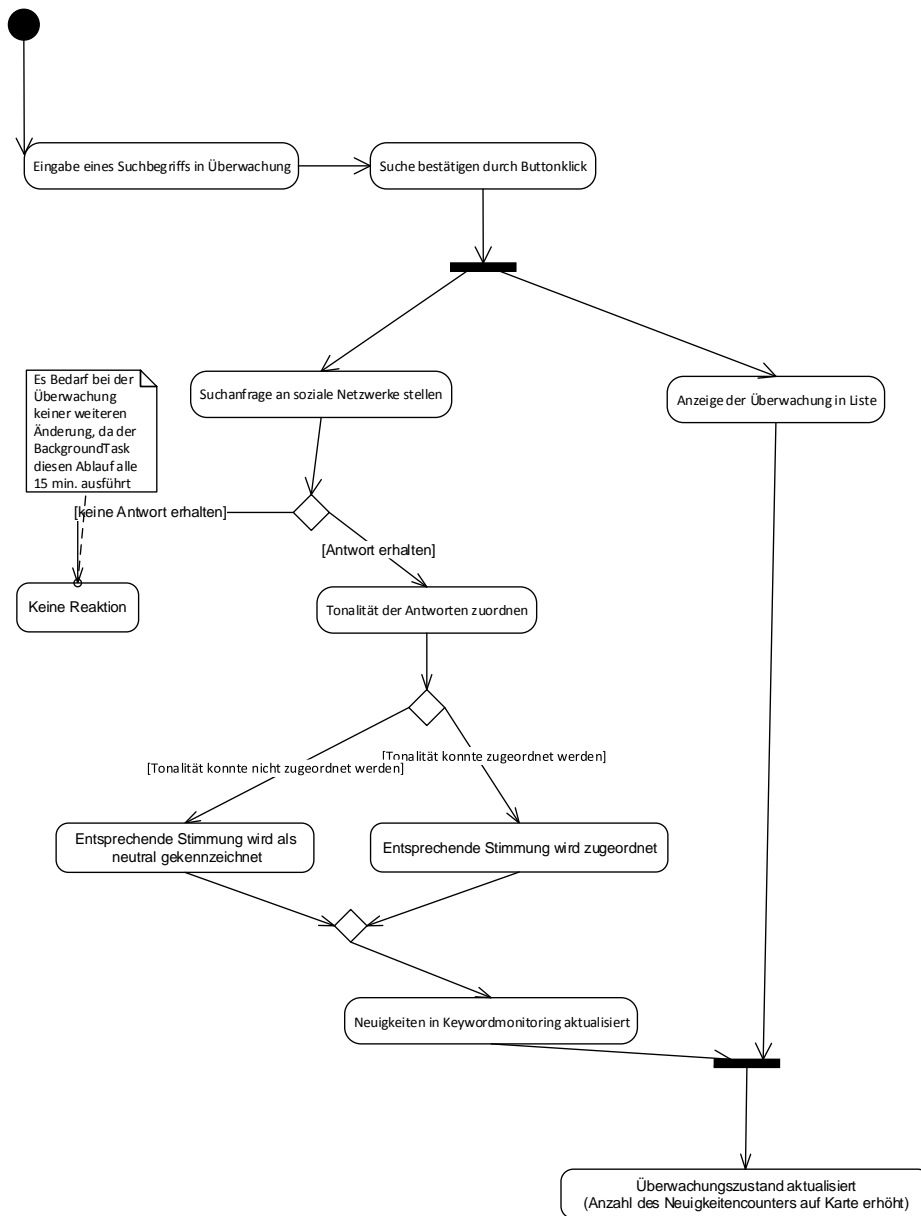 Eingabe eines Suchbegriffs in Überwachung
Suche bestätigen durch Buttonklick
Suchanfrage an soziale Netzwerke stellen
Anzeige der Überwachung in Liste
Es Bedarf bei der
Überwachung
keiner weiteren
Änderung, da der
BackgroundTask
diesen Ablauf alle
15 min. ausführt
[keine Antwort erhalten]
[Antwort erhalten]
Keine Reaktion
Tonalität der Antworten zuordnen
[Tonalität konnte nicht zugeordnet werden]
[Tonalität konnte zugeordnet werden]
Entsprechende Stimmung wird als
neutral gekennzeichnet
Entsprechende Stimmung wird zugeordnet
Neuigkeiten in Keywordmonitoring aktualisiert
Überwachungszustand aktualisiert
(Anzahl des Neuigkeitencounters auf Karte erhöht)